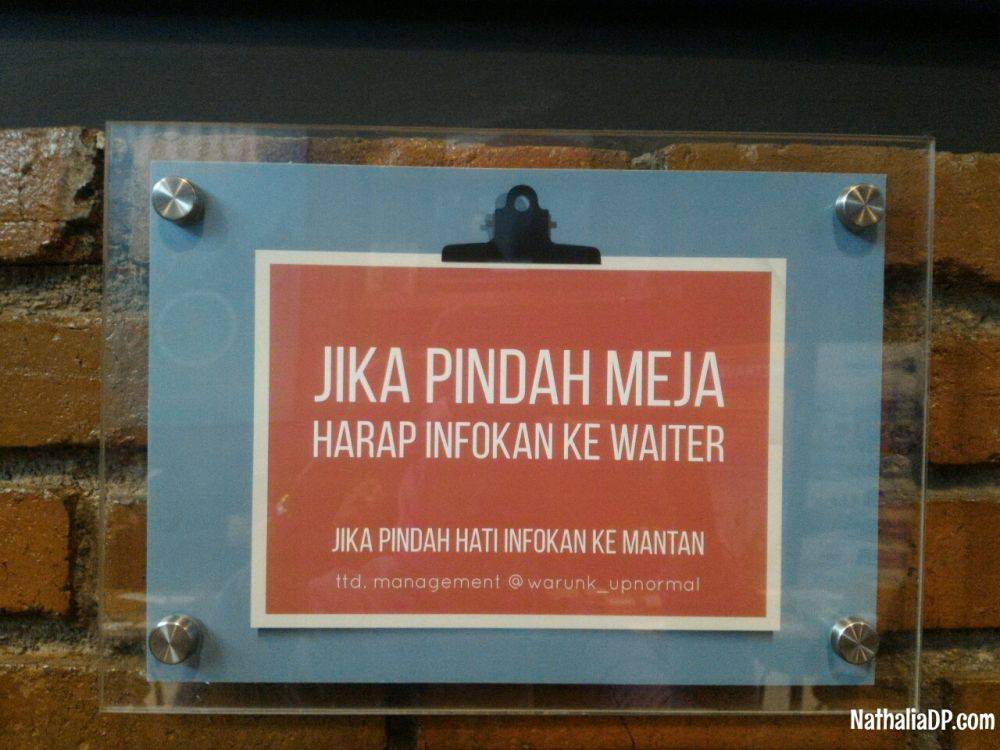 JIKA PINDAH MEJA
HARAP INFOKAN KE WAITER
JIKA PINDAH HATI INFOKAN KE MANTAN
ttd. management @warunk_upnormal
NathaliaDP.com